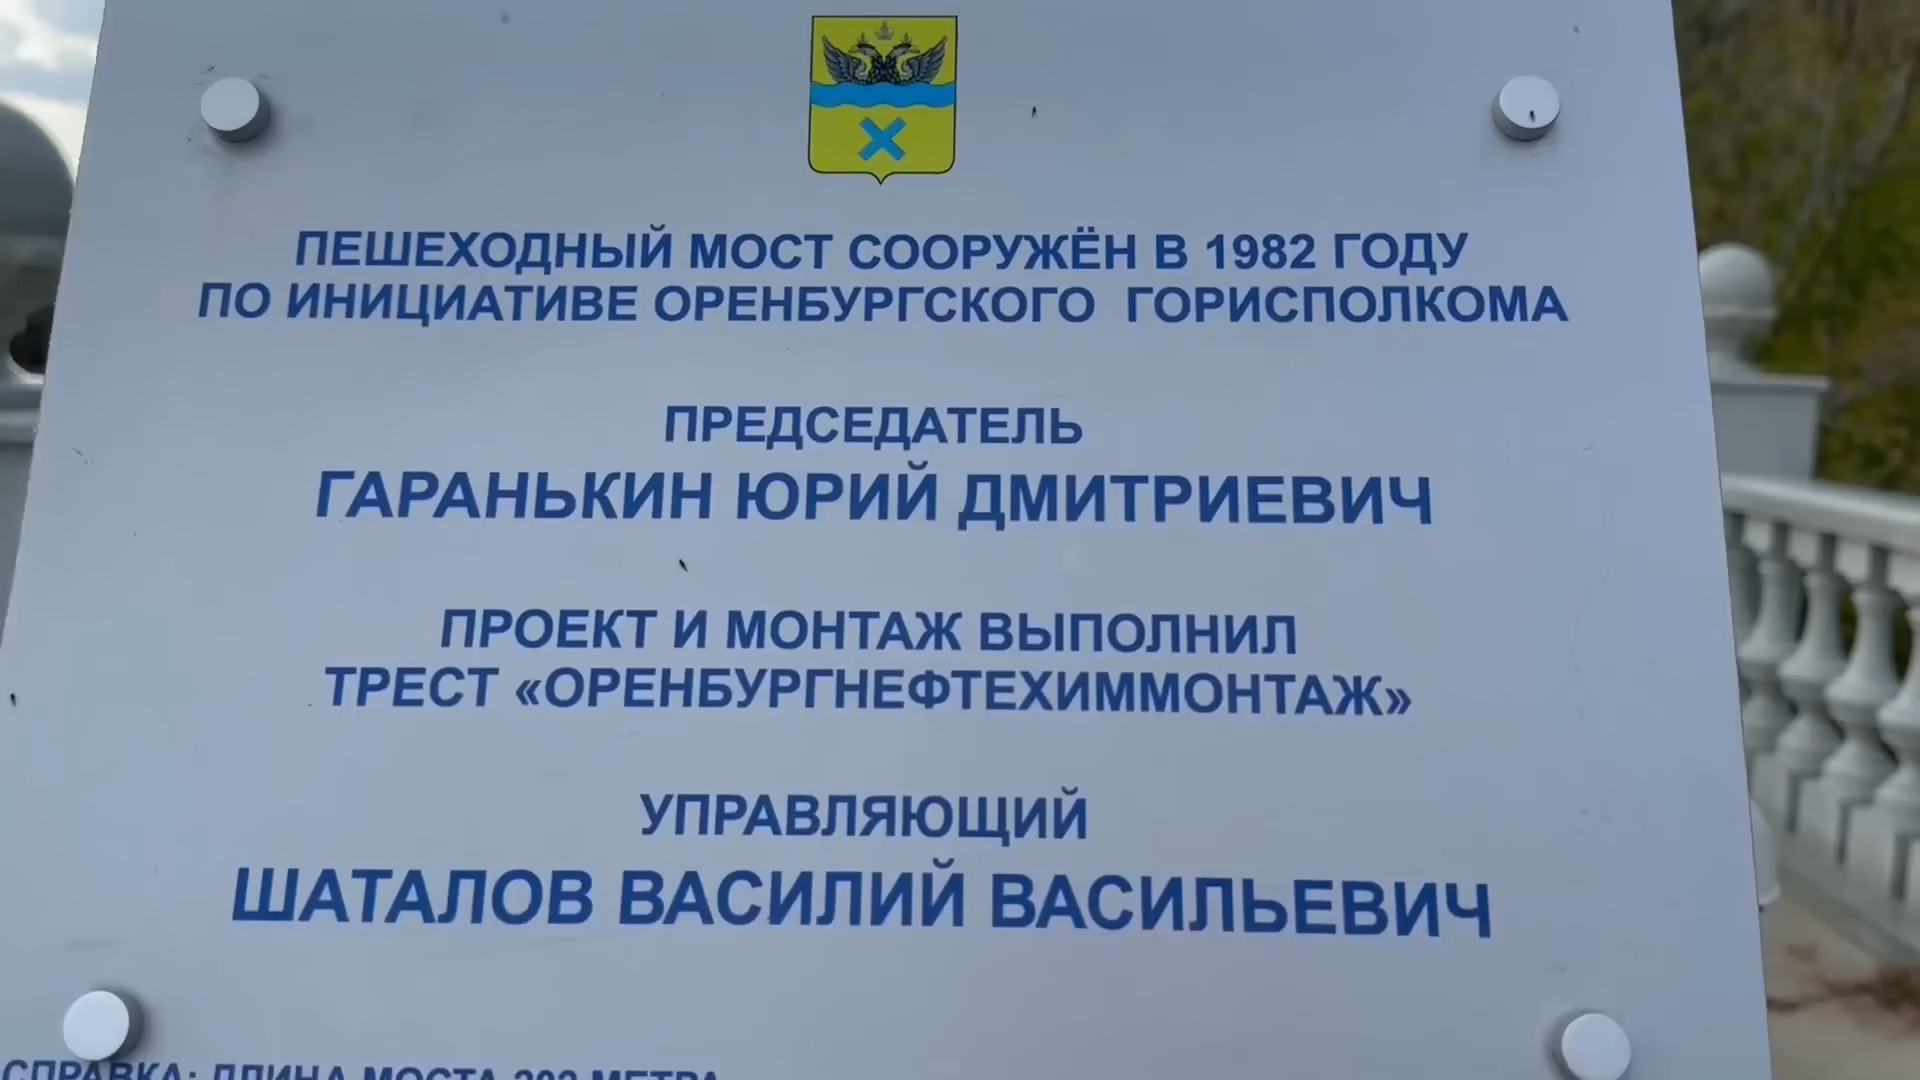 ПЕШЕХОДНЫЙ МОСТ СООРУЖЁН В 1982 ГОДУ
ПО ИНИЦИАТИВЕ ОРЕНБУРГСКОГО ГОРИСПОЛКОМА
ПРЕДСЕДАТЕЛЬ
ГАРАНЬКИН ЮРИЙ ДМИТРИЕВИЧ
ПРОЕКТ И МОНТАЖ ВЫПОЛНИЛ
ТРЕСТ «ОРЕНБУРГНЕФТЕХИММОНТАЖ»
УПРАВЛЯЮЩИЙ
ШАТАЛОВ ВАСИЛИЙ ВАСИЛЬЕВИЧ
СПРАВКА: ДЛИНА МОСТА МЕТРА